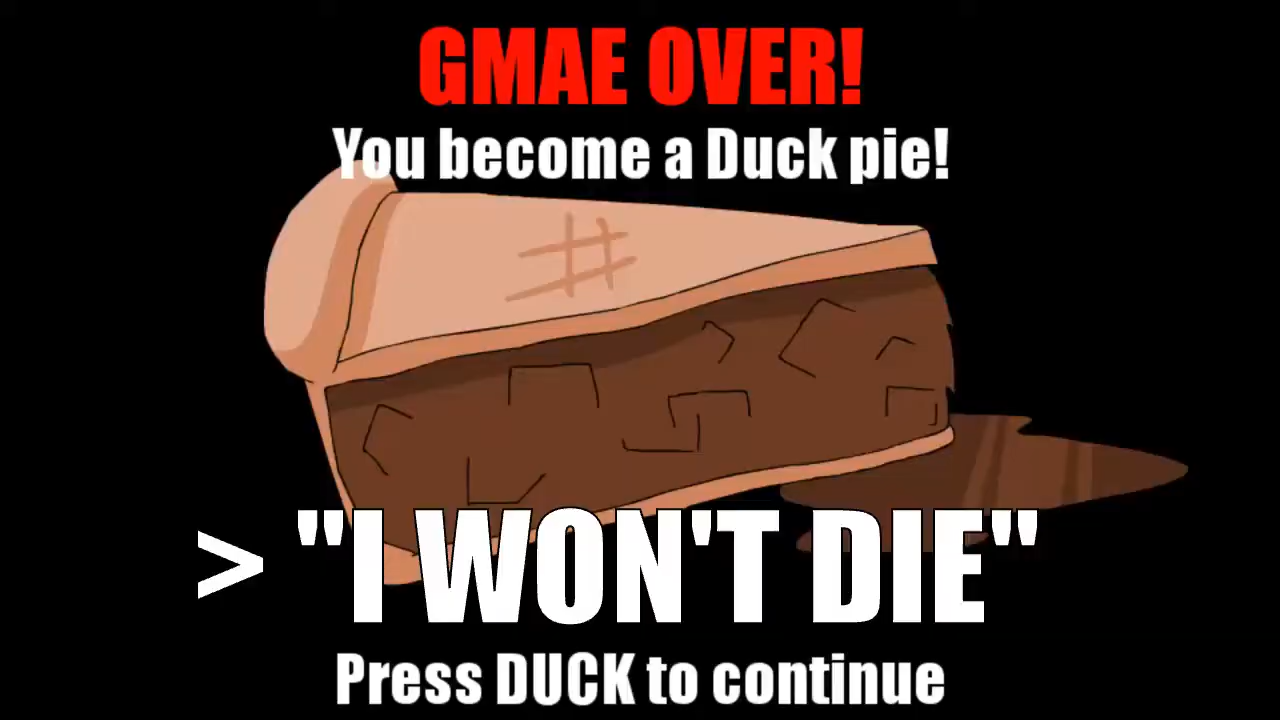 GMAE OVER!
You become a Duck pie!
> "I WON'T DIE"
Press DUCK to continue